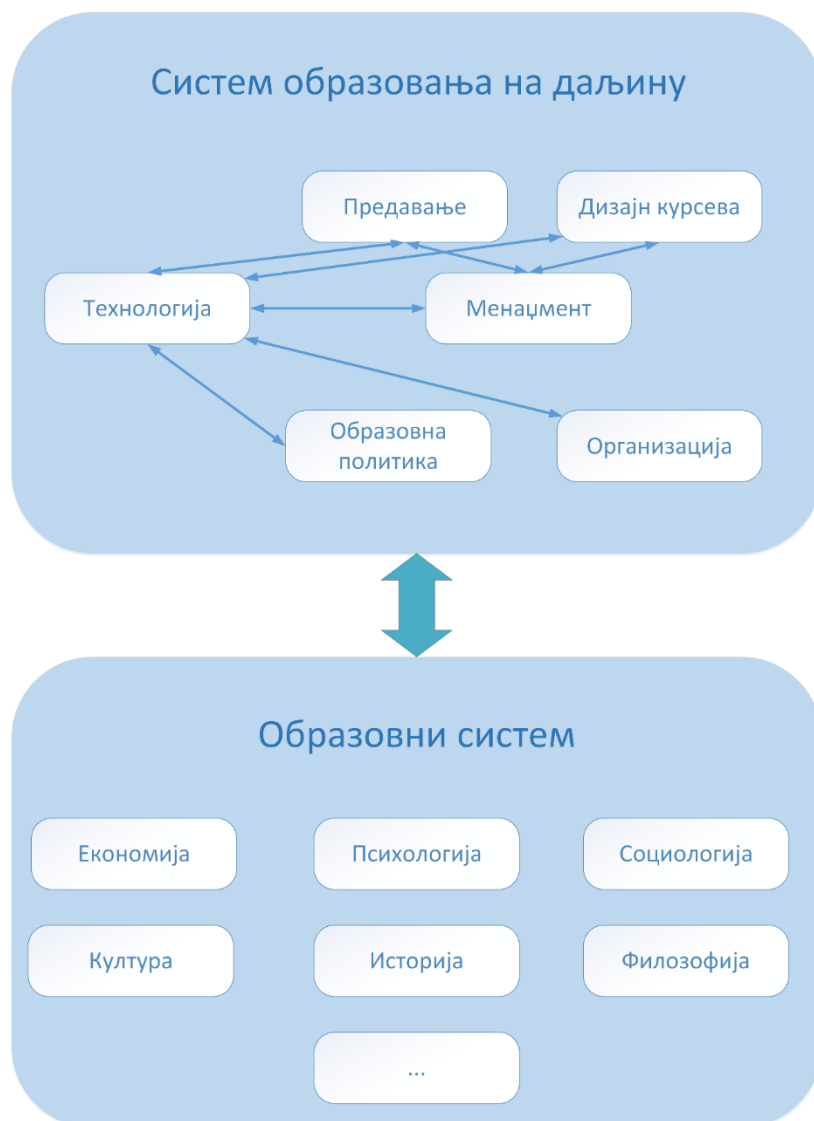 Систем образовања на даљину
Предавање
Дизајн курсева
Технологија
Менаџмент
Образовна
политика
Организација
Образовни систем
Економија
Психологија
Социологија
Култура
Историја
Филозофија
...